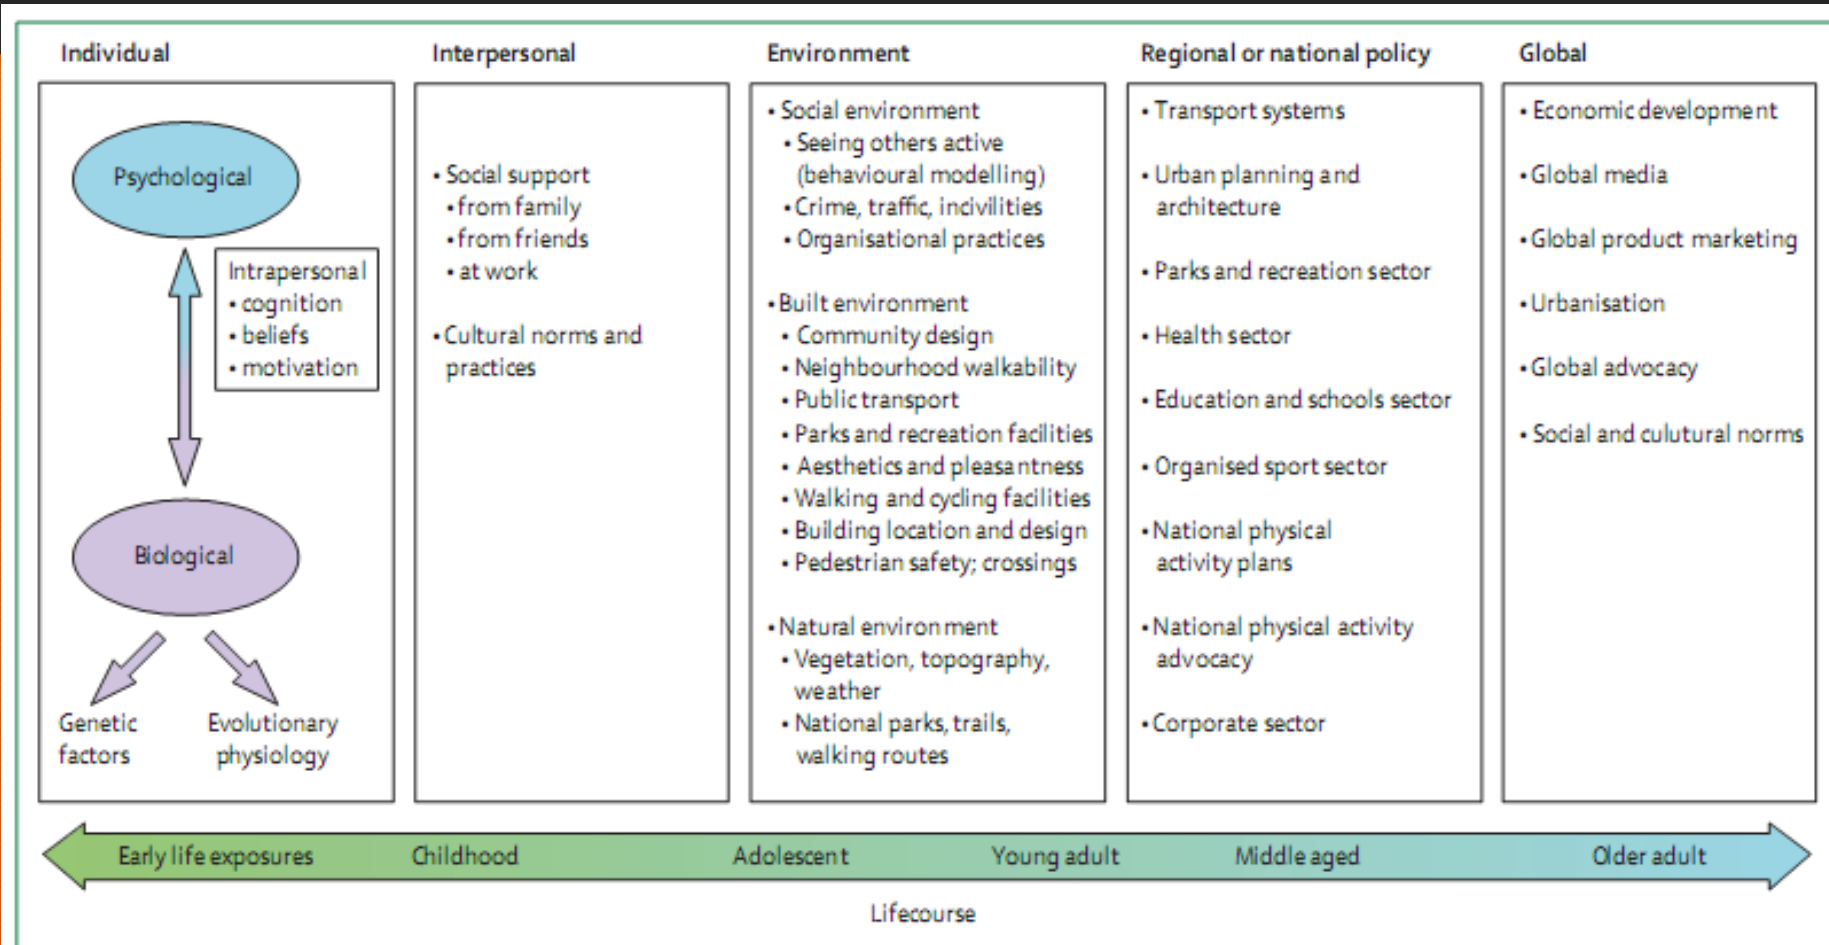 Individual
Psychological
Intrapersonal
• cognition
• beliefs
• motivation
Biological
Genetic
factors
Evolutionary
physiology
Interpersonal
• Social support
• from family
• from friends
• at work
• Cultural norms and
practices
Environment
• Social environment
• Seeing others active
(behavioural modelling)
• Crime, traffic, incivilities
• Organisational practices
• Built environment
• Community design
• Neighbourhood walkability
• Public transport
• Parks and recreation facilities
• Aesthetics and pleasantness
• Walking and cycling facilities
• Building location and design
• Pedestrian safety; crossings
• Natural environment
• Vegetation, topography,
weather
• National parks, trails,
walking routes
Regional or national policy
• Transport systems
• Urban planning and
architecture
• Parks and recreation sector
• Health sector
• Education and schools sector
• Organised sport sector
• National physical
activity plans
• National physical activity
advocacy
• Corporate sector
Global
• Economic development
• Global media
• Global product marketing
• Urbanisation
• Global advocacy
• Social and culutural norms
Early life exposures
Childhood
Adolescent
Young adult
Middle aged
Older adult
Lifecourse